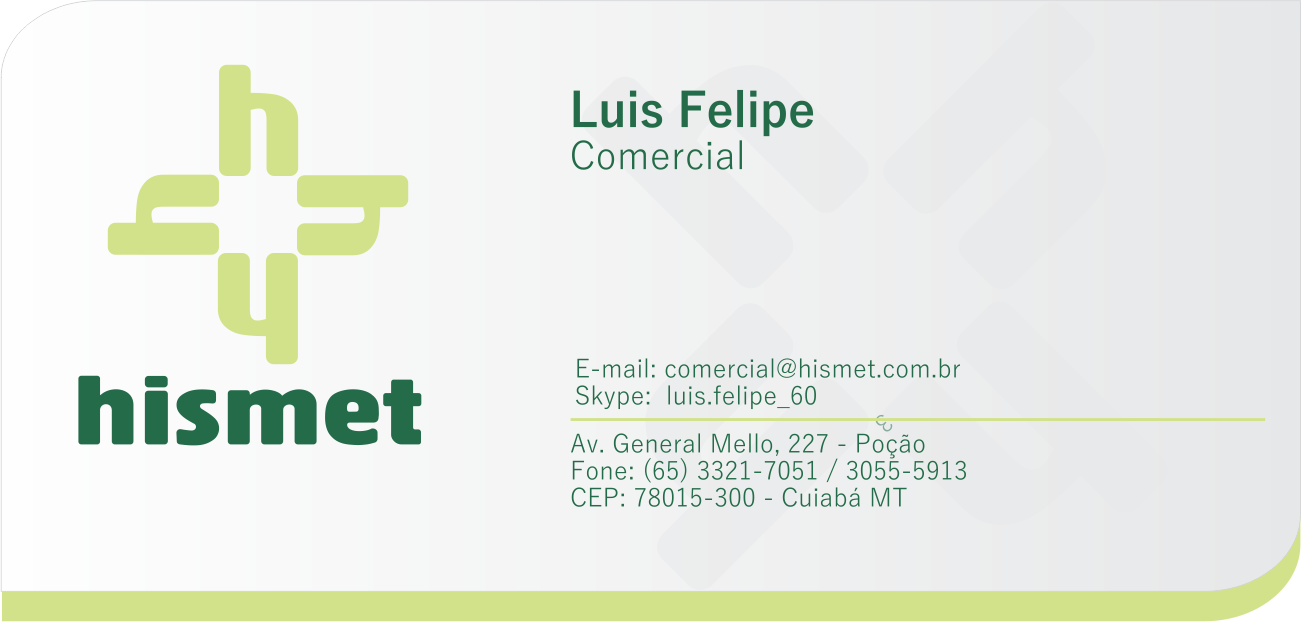 hismet
Luis Felipe
Comercial
E-mail: comercial@hismet.com.br
Skype: luis.felipe_60
Av. General Mello, 227 - Poção
Fone: (65) 3321-7051 / 3055-5913
CEP: 78015-300 - Cuiabá MT